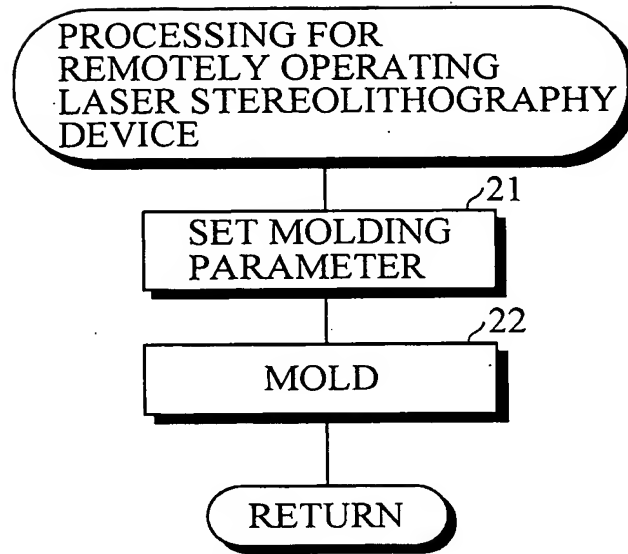 PROCESSING FOR
REMOTELY OPERATING
LASER STEREOLITHOGRAPHY
DEVICE
21
SET MOLDING
PARAMETER
22
MOLD
RETURN